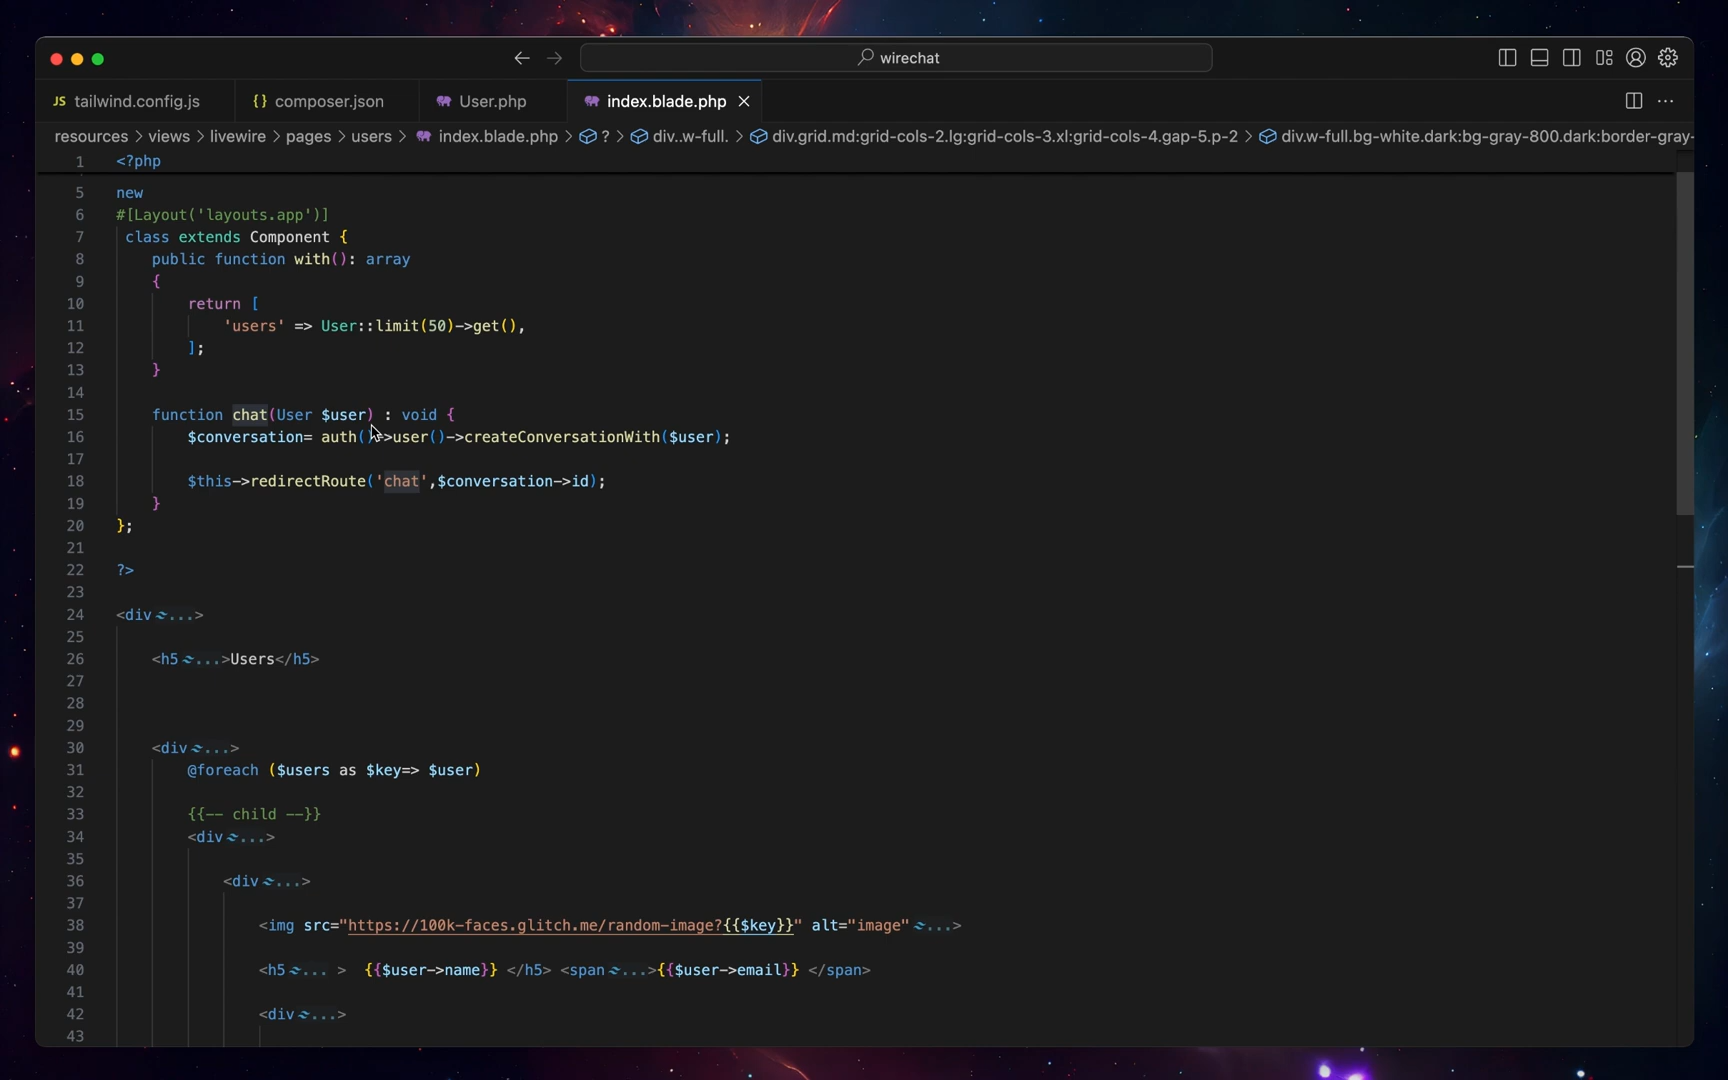 wirechat
JS tailwind.config.js
{} composer.json
User.php
index.blade.php
resources > views > livewire > pages > users > index.blade.php > ? > div..w-full. > div.grid.md:grid-cols-2.lg:grid-cols-3.xl:grid-cols-4.gap-5.p-2 > div.w-full.bg-white.dark:bg-gray-800.dark:border-gray-
1 <?php
5 new
6 #[Layout('layouts.app')]
7 class extends Component {
8 public function with(): array
9 {
10 return [
11 'users' => User::limit(50)->get(),
12 ];
13 }
14
15 function chat(User $user) : void {
16 $conversation= auth()->user()->createConversationWith($user);
17
18 $this->redirectRoute('chat',$conversation->id);
19 }
20 };
21
22 ?>
23
24 <div ...>
25
26 <h5 ...>Users</h5>
27
28
29
30 <div ...>
31 @foreach ($users as $key=> $user)
32
33 {{-- child --}}
34 <div ...>
35
36 <div ...>
37
38 <img src="https://100k-faces.glitch.me/random-image?{{$key}}" alt="image" ...>
39
40 <h5 ... > {{$user->name}} </h5> <span ...>{{$user->email}} </span>
41
42 <div ...>
43